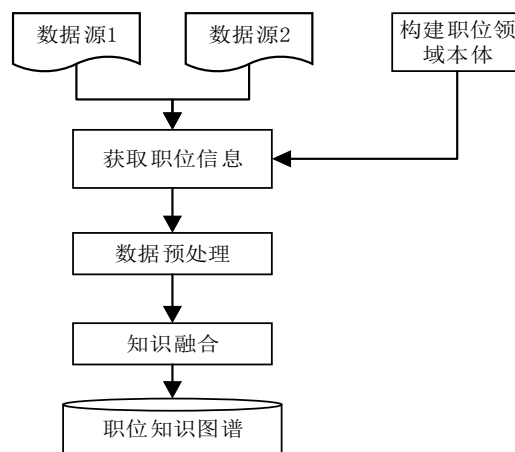 数据源1
数据源2
构建职位领
域本体
获取职位信息
数据预处理
知识融合
职位知识图谱